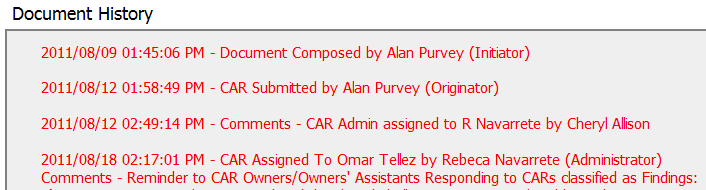 Document History
2011/08/09 01:45:06 PM - Document Composed by Alan Purvey (Initiator)
2011/08/12 01:58:49 PM - CAR Submitted by Alan Purvey (Originator)
2011/08/12 02:49:14 PM - Comments - CAR Admin assigned to R Navarrete by Cheryl Allison
2011/08/18 02:17:01 PM - CAR Assigned To Omar Tellez by Rebeca Navarrete (Administrator)
Comments - Reminder to CAR Owners/Owners' Assistants Responding to CARs classified as Findings: